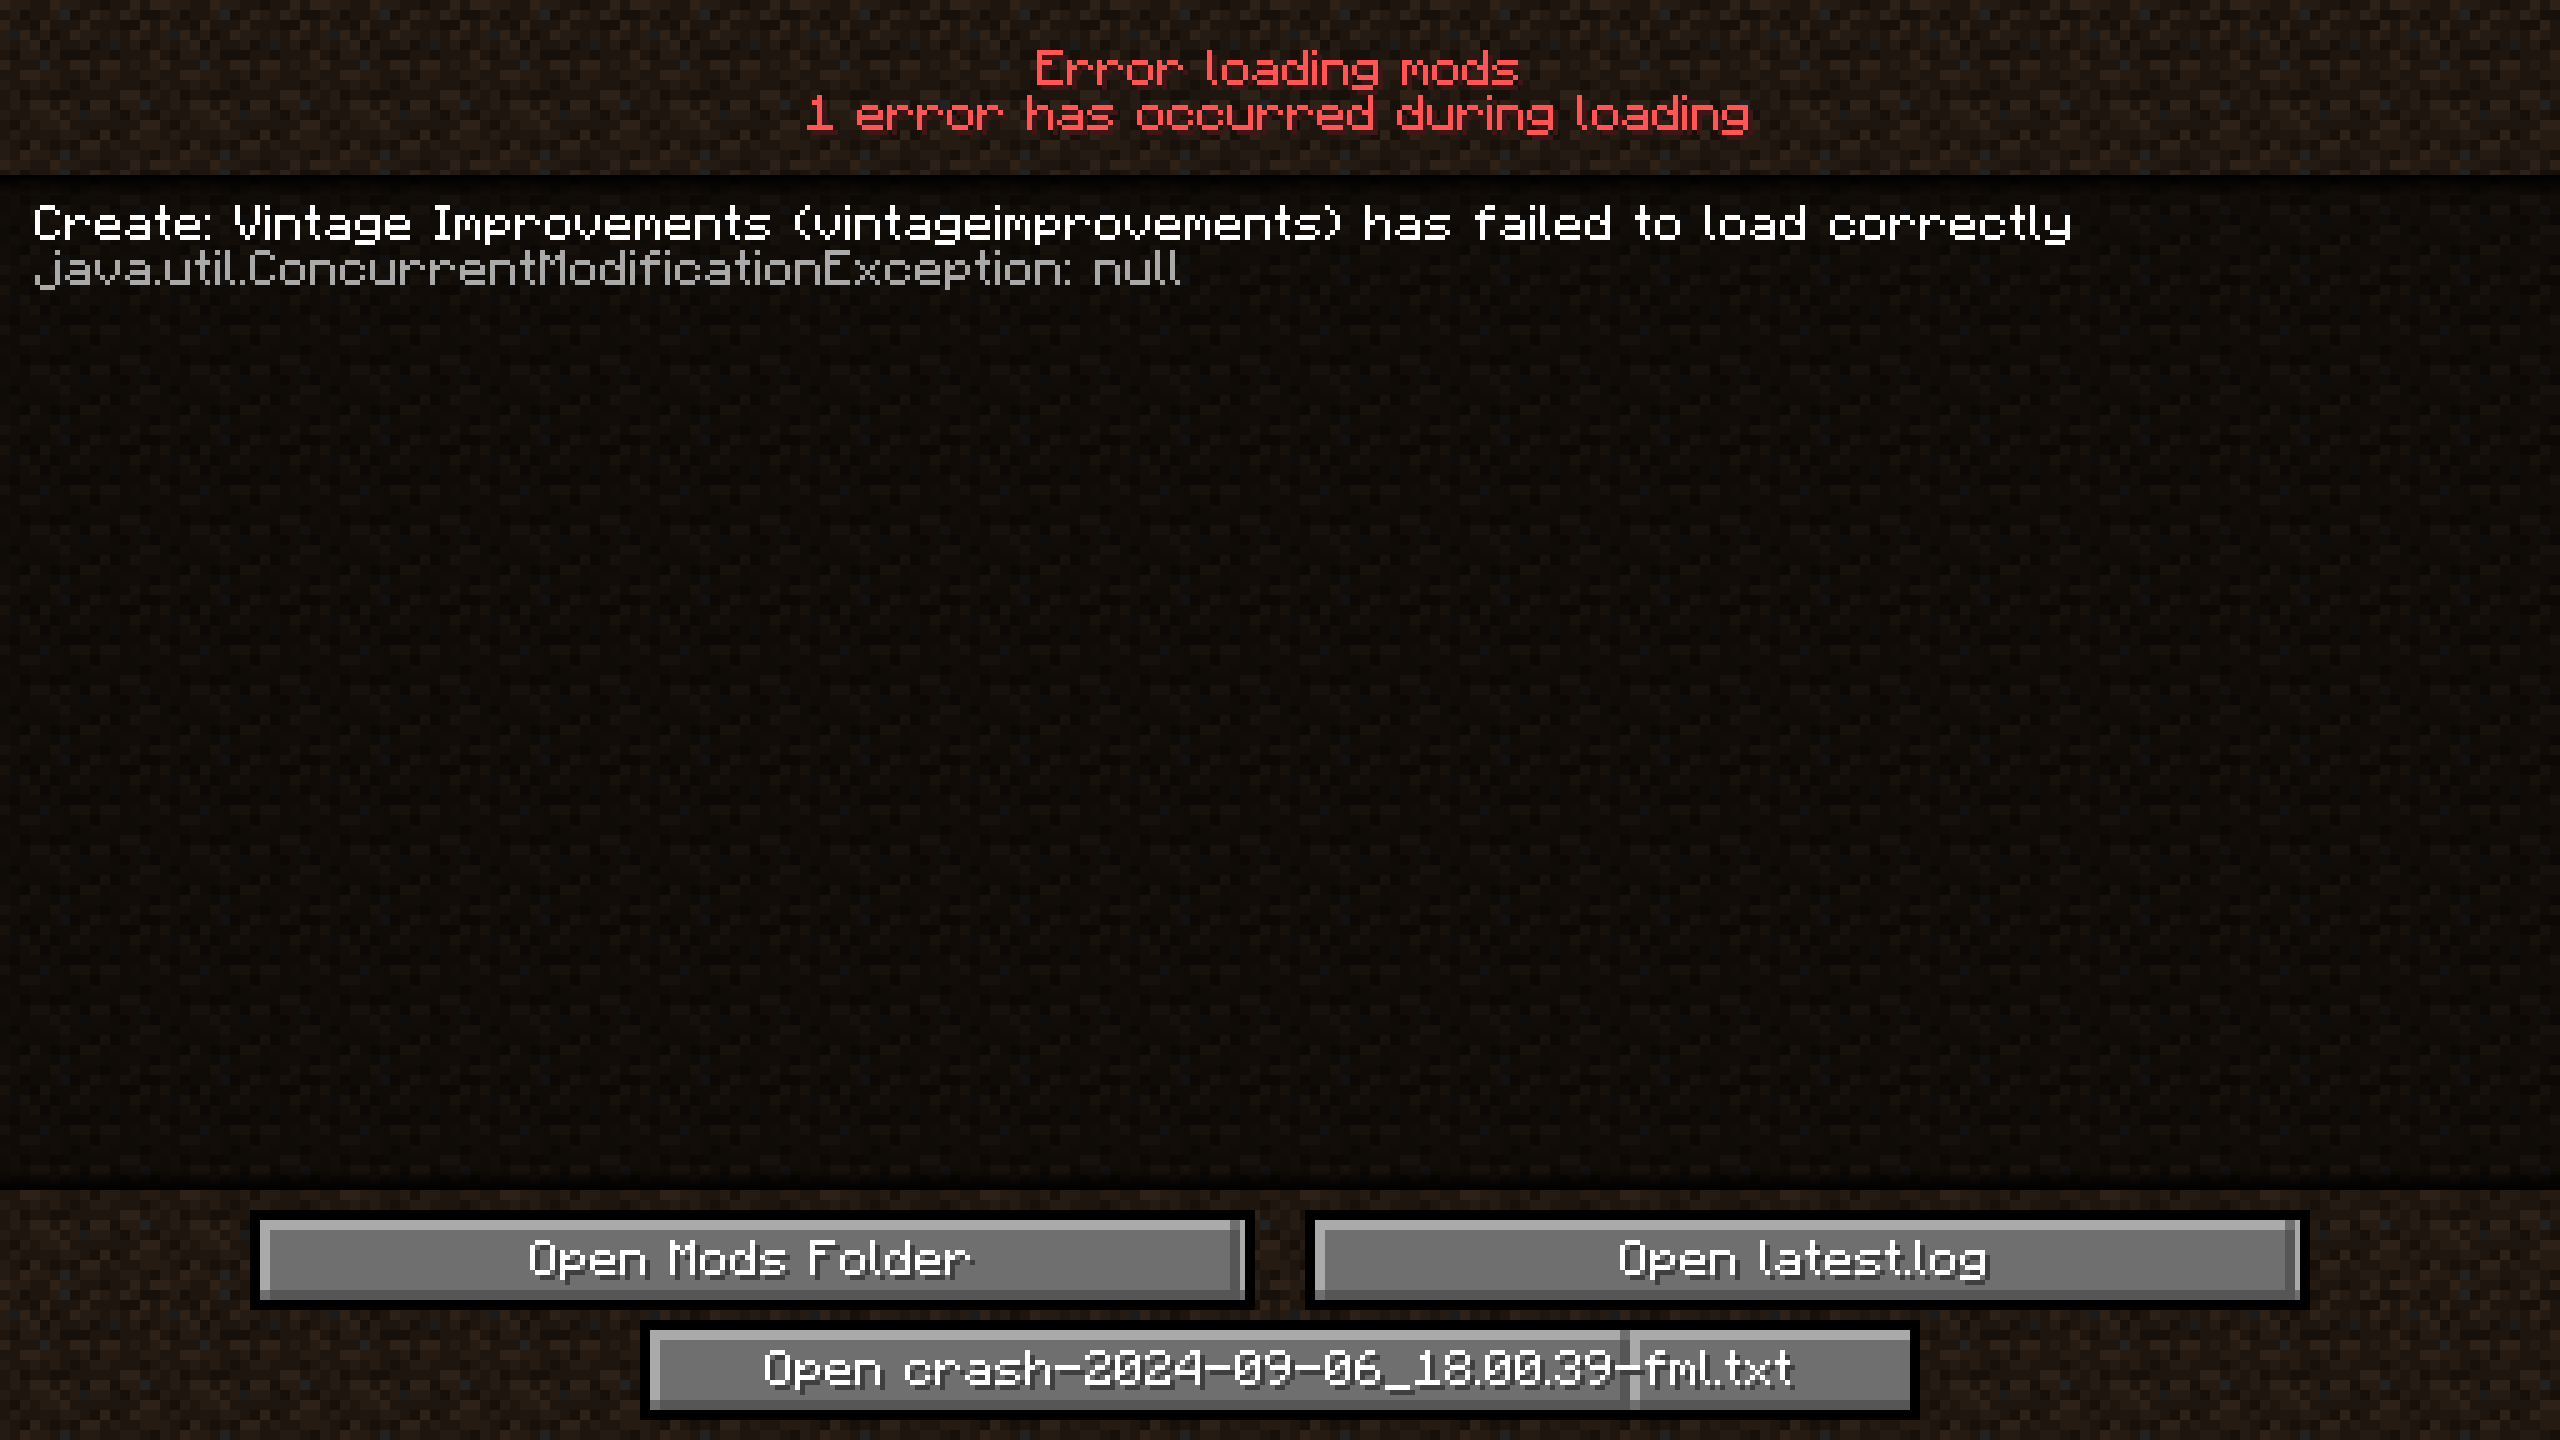 Error loading mods
1 error has occurred during loading
Create: Vintage Improvements (vintageimprovements) has failed to load correctly
java.util.ConcurrentModificationException: null
Open Mods Folder
Open latest.log
Open crash-2024-09-06_18.00.39-fml.txt